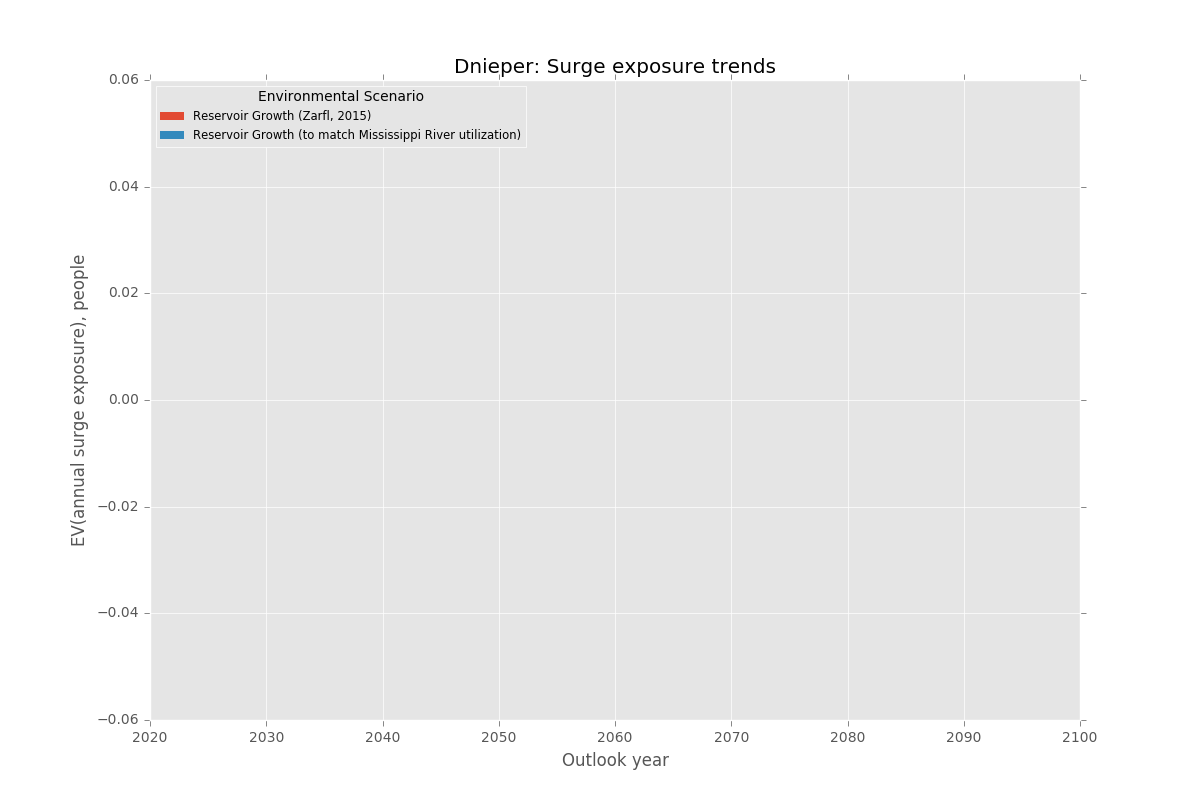 Dnieper: Surge exposure trends
Environmental Scenario
Reservoir Growth (Zarfl, 2015)
Reservoir Growth (to match Mississippi River utilization)
EV(annual surge exposure), people
0.06
0.04
0.02
0.00
−0.02
−0.04
−0.06
2020 2030 2040 2050 2060 2070 2080 2090 2100
Outlook year